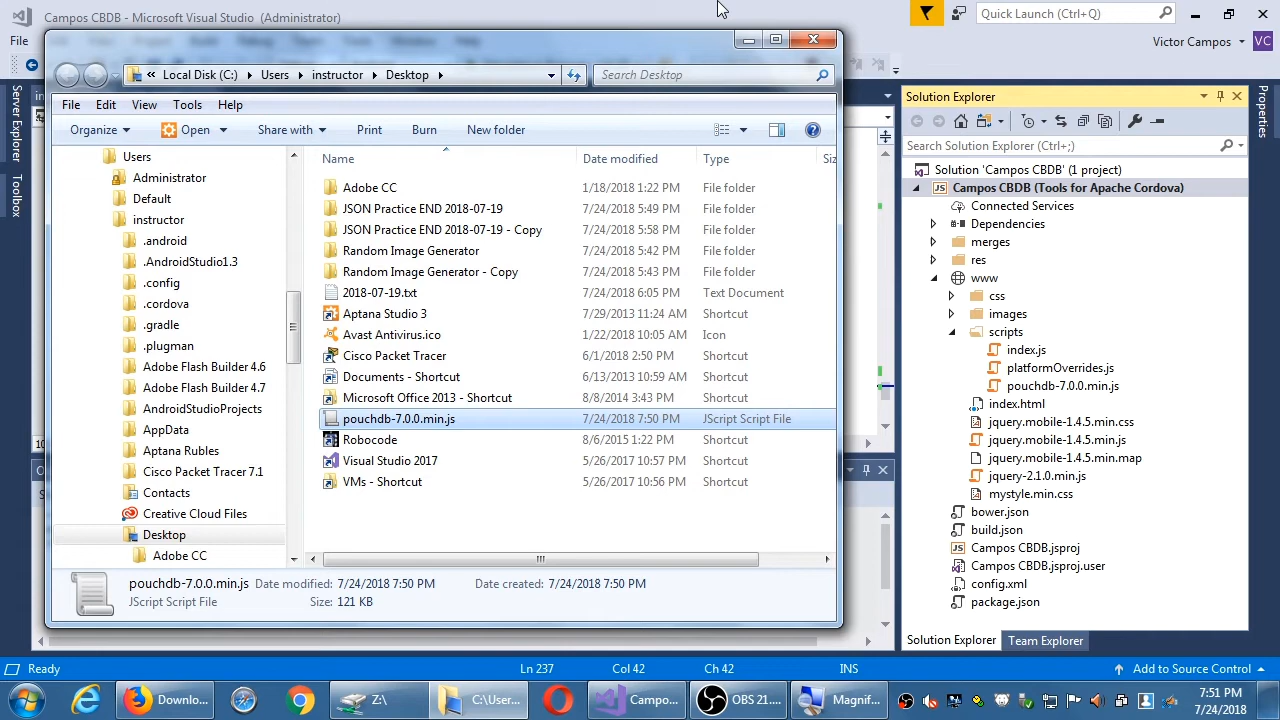 Campos CBDB - Microsoft Visual Studio (Administrator)
Quick Launch (Ctrl+Q)
File
Victor Campos
VC
Local Disk (C:)
Users
instructor
Desktop
Search Desktop
File Edit View Tools Help
Organize Open Share with Print Burn New folder
Name Date modified Type
Users
Administrator
Default
instructor
.android
.AndroidStudio1.3
.config
.cordova
.gradle
.plugman
Adobe Flash Builder 4.6
Adobe Flash Builder 4.7
AndroidStudioProjects
AppData
Aptana Rubles
Cisco Packet Tracer 7.1
Contacts
Creative Cloud Files
Desktop
Adobe CC
Adobe CC 1/18/2018 1:22 PM File folder
JSON Practice END 2018-07-19 7/24/2018 5:49 PM File folder
JSON Practice END 2018-07-19 - Copy 7/24/2018 5:58 PM File folder
Random Image Generator 7/24/2018 5:42 PM File folder
Random Image Generator - Copy 7/24/2018 5:43 PM File folder
2018-07-19.txt 7/24/2018 6:05 PM Text Document
Aptana Studio 3 7/29/2013 11:24 AM Shortcut
Avast Antivirus.ico 1/22/2018 10:05 AM Icon
Cisco Packet Tracer 6/1/2018 2:50 PM Shortcut
Documents - Shortcut 6/13/2013 10:59 AM Shortcut
Microsoft Office 2013 - Shortcut 8/8/2014 3:43 PM Shortcut
pouchdb-7.0.0.min.js 7/24/2018 7:50 PM JScript Script File
Robocode 8/6/2015 1:22 PM Shortcut
Visual Studio 2017 5/26/2017 10:57 PM Shortcut
VMs - Shortcut 5/26/2017 10:56 PM Shortcut
pouchdb-7.0.0.min.js Date modified: 7/24/2018 7:50 PM Date created: 7/24/2018 7:50 PM
JScript Script File Size: 121 KB
Server Explorer
Toolbox
Properties
Solution Explorer
Search Solution Explorer (Ctrl+;)
Solution 'Campos CBDB' (1 project)
Campos CBDB (Tools for Apache Cordova)
Connected Services
Dependencies
merges
res
www
css
images
scripts
index.js
platformOverrides.js
pouchdb-7.0.0.min.js
index.html
jquery.mobile-1.4.5.min.css
jquery.mobile-1.4.5.min.js
jquery.mobile-1.4.5.min.map
jquery-2.1.0.min.js
mystyle.min.css
bower.json
build.json
Campos CBDB.jsproj
Campos CBDB.jsproj.user
config.xml
package.json
Solution Explorer Team Explorer
Ready Ln 237 Col 42 Ch 42 INS Add to Source Control
Downlo... Z:\ C:\User... Campo... OBS 21.... Magnif...
7:51 PM
7/24/2018